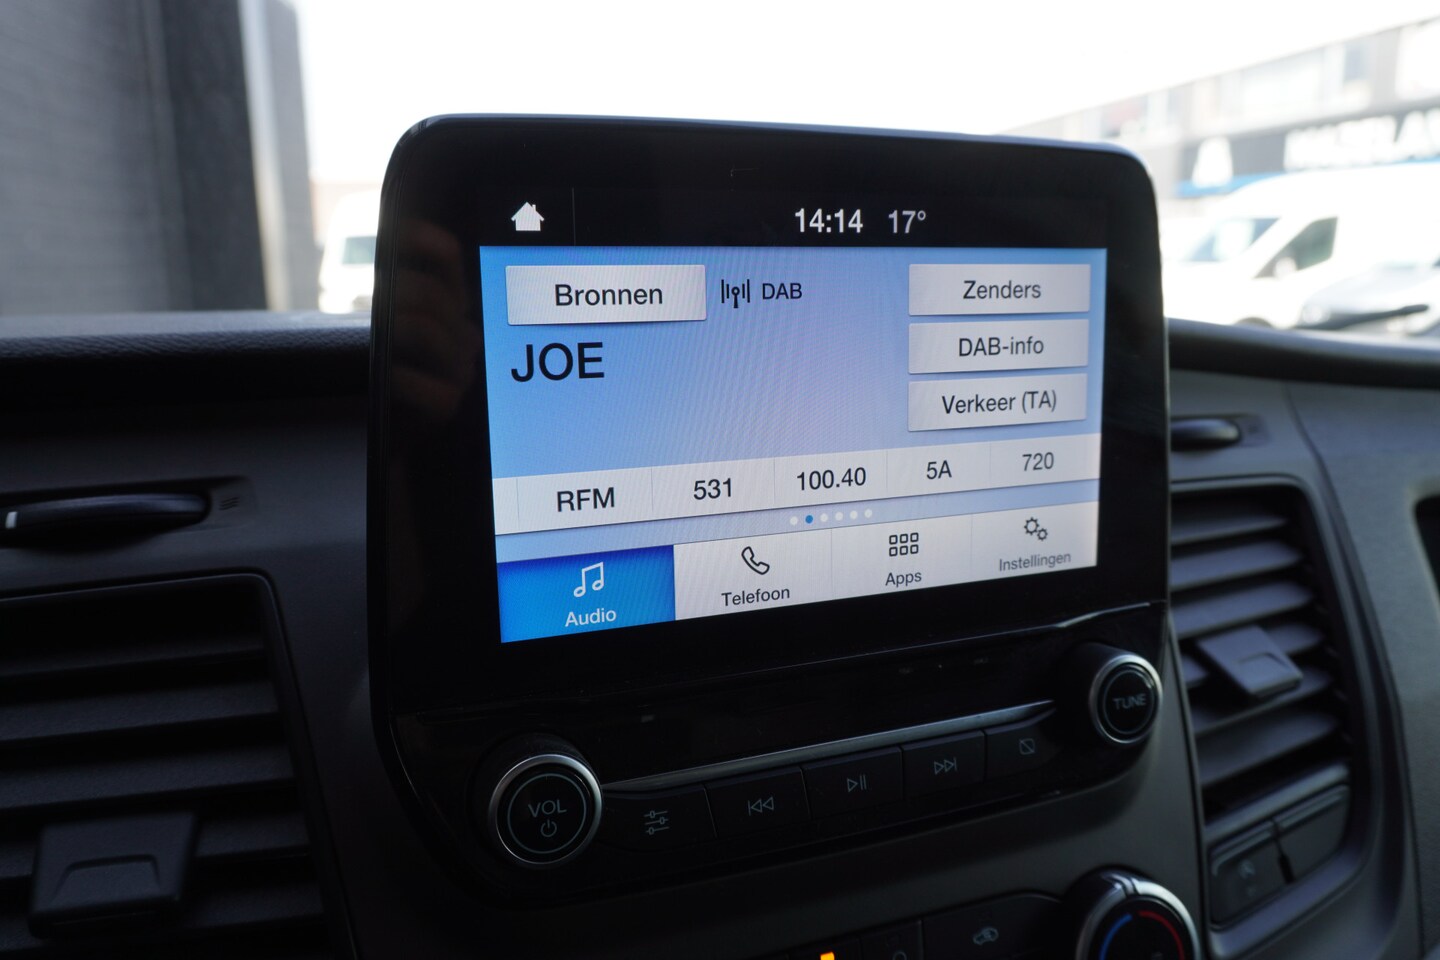 14:14 17°
Bronnen DAB Zenders
JOE DAB-info
Verkeer (TA)
RFM 531 100.40 5A 720
Audio Telefoon Apps Instellingen
TUNE
VOL